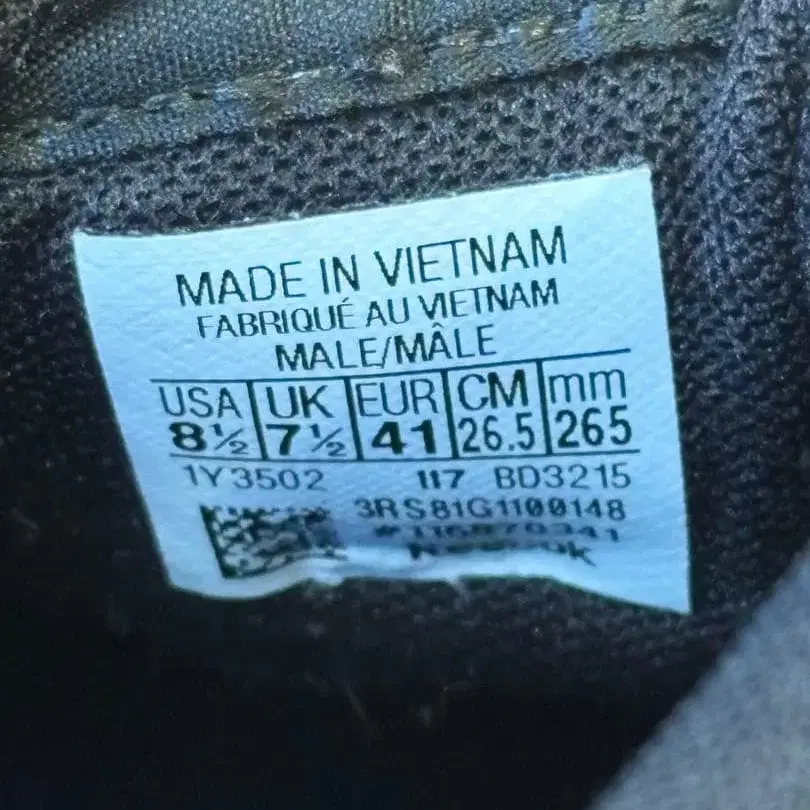 MADE IN VIETNAM
FABRIQUÉ AU VIETNAM
MALE/MÂLE
USA UK EUR CM mm
8½ 7½ 41 26.5 265
1Y3502 117 BD3215
3RS81G1100148